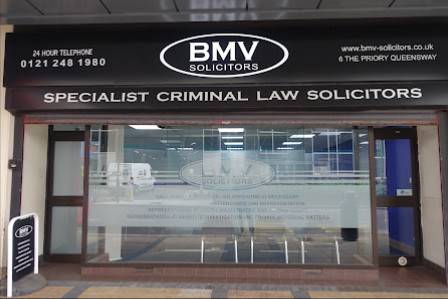 24 HOUR TELEPHONE
0121 248 1980
BMV
SOLICITORS
www.bmv-solicitors.co.uk
6 THE PRIORY QUEENSWAY
SPECIALIST CRIMINAL LAW SOLICITORS
BMV
SOLICITORS
BMV
SOLICITORS